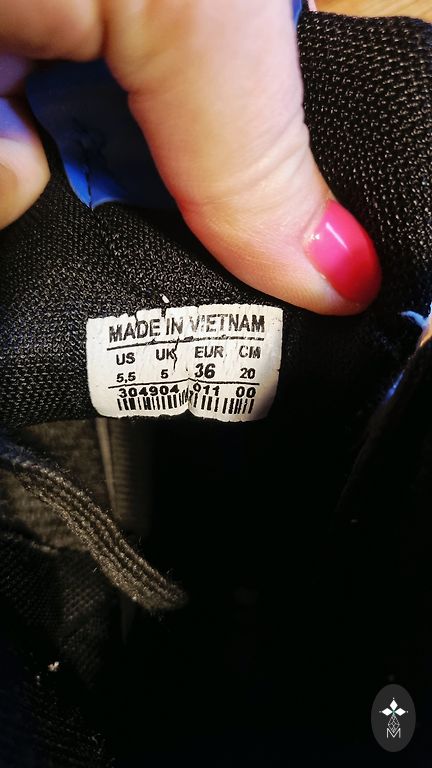 MADE IN VIETNAM
US UK EUR CM
5,5 5 36 20
304904 011 00